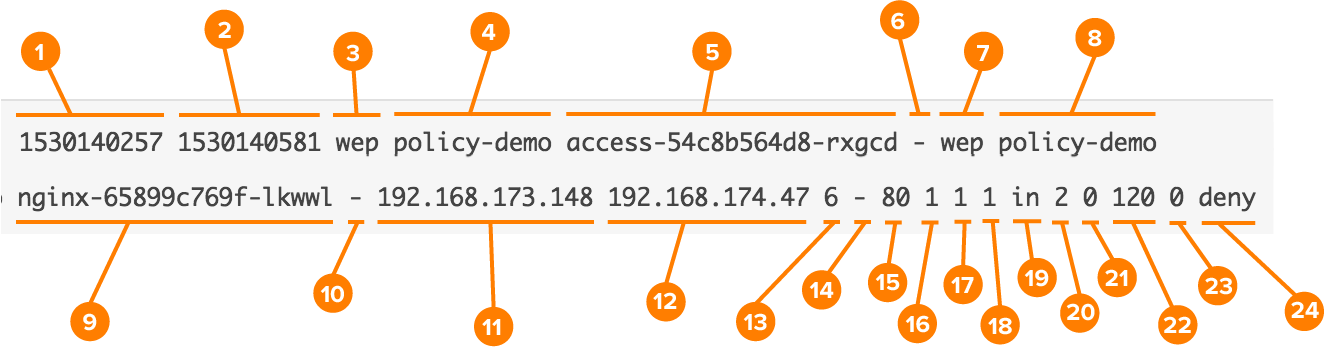 1 2 3 4 5 6 7 8
1530140257 1530140581 wep policy-demo access-54c8b564d8-rxgcd - wep policy-demo
nginx-65899c769f-lkwwl - 192.168.173.148 192.168.174.47 6 - 80 1 1 1 in 2 0 120 0 deny
9 10 11 12 13 14 15 16 17 18 19 20 21 22 23 24